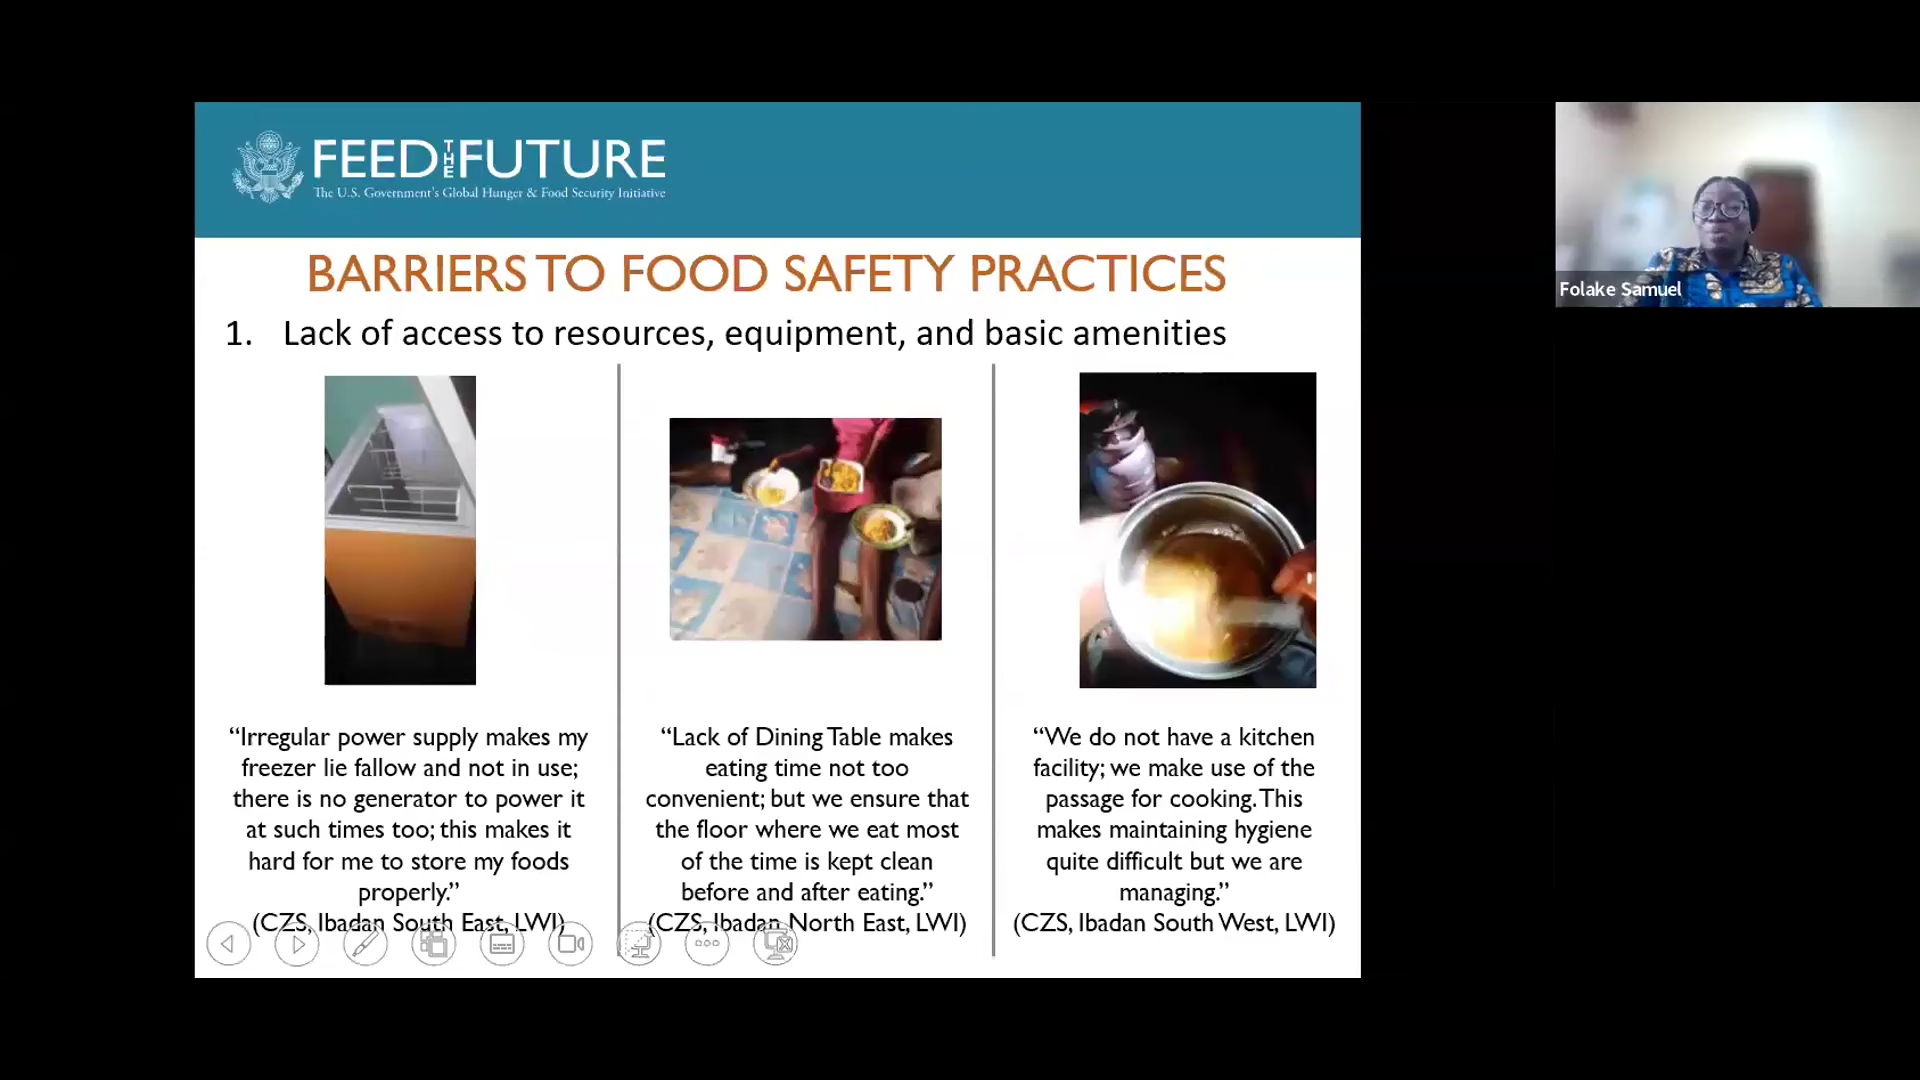 FEED THE FUTURE
The U.S. Government's Global Hunger & Food Security Initiative
Folake Samuel
BARRIERS TO FOOD SAFETY PRACTICES
1. Lack of access to resources, equipment, and basic amenities
“Irregular power supply makes my
freezer lie fallow and not in use;
there is no generator to power it
at such times too; this makes it
hard for me to store my foods
properly.”
(CZS, Ibadan South East, LWI)
“Lack of Dining Table makes
eating time not too
convenient; but we ensure that
the floor where we eat most
of the time is kept clean
before and after eating.”
(CZS, Ibadan North East, LWI)
“We do not have a kitchen
facility; we make use of the
passage for cooking. This
makes maintaining hygiene
quite difficult but we are
managing.”
(CZS, Ibadan South West, LWI)